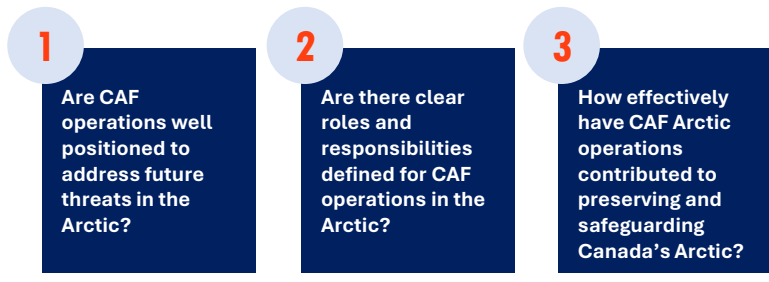 1
Are CAF
operations well
positioned to
address future
threats in the
Arctic?
2
Are there clear
roles and
responsibilities
defined for CAF
operations in the
Arctic?
3
How effectively
have CAF Arctic
operations
contributed to
preserving and
safeguarding
Canada’s Arctic?